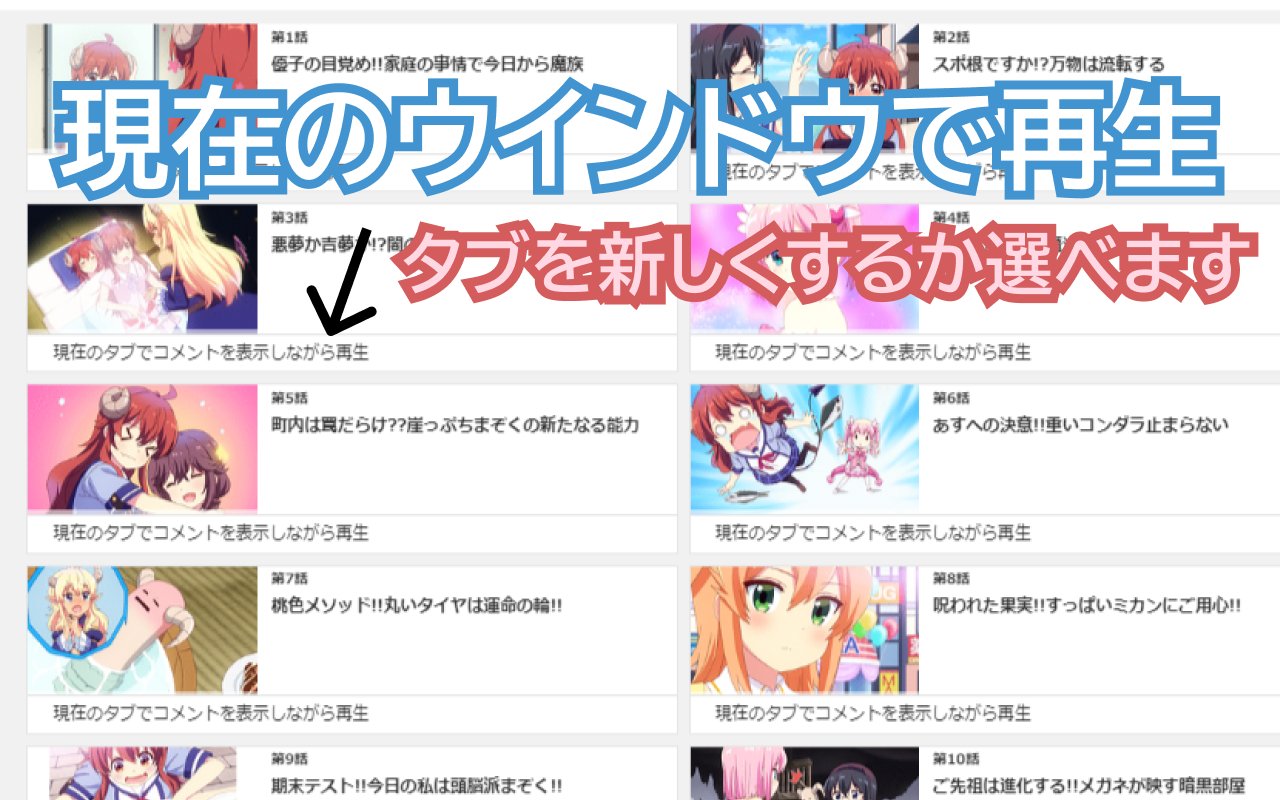 第1話
優子の目覚め!!家庭の事情で今日から魔族
第2話
スポ根ですか!?万物は流転する
現在のウインドウで再生
現在のタブ
第3話
悪夢か吉夢か!?闇の
第4話
タブを新しくするか選べます
現在のタブでコメントを表示しながら再生
現在のタブでコメントを表示しながら再生
第5話
町内は罠だらけ??崖っぷちまぞくの新たなる能力
第6話
あすへの決意!!重いコンダラ止まらない
現在のタブでコメントを表示しながら再生
現在のタブでコメントを表示しながら再生
第7話
桃色メソッド!!丸いタイヤは運命の輪!!
第8話
呪われた果実!!すっぱいミカンにご用心!!
現在のタブでコメントを表示しながら再生
現在のタブでコメントを表示しながら再生
第9話
期末テスト!!今日の私は頭脳派まぞく!!
第10話
ご先祖は進化する!!メガネが映す暗黒部屋